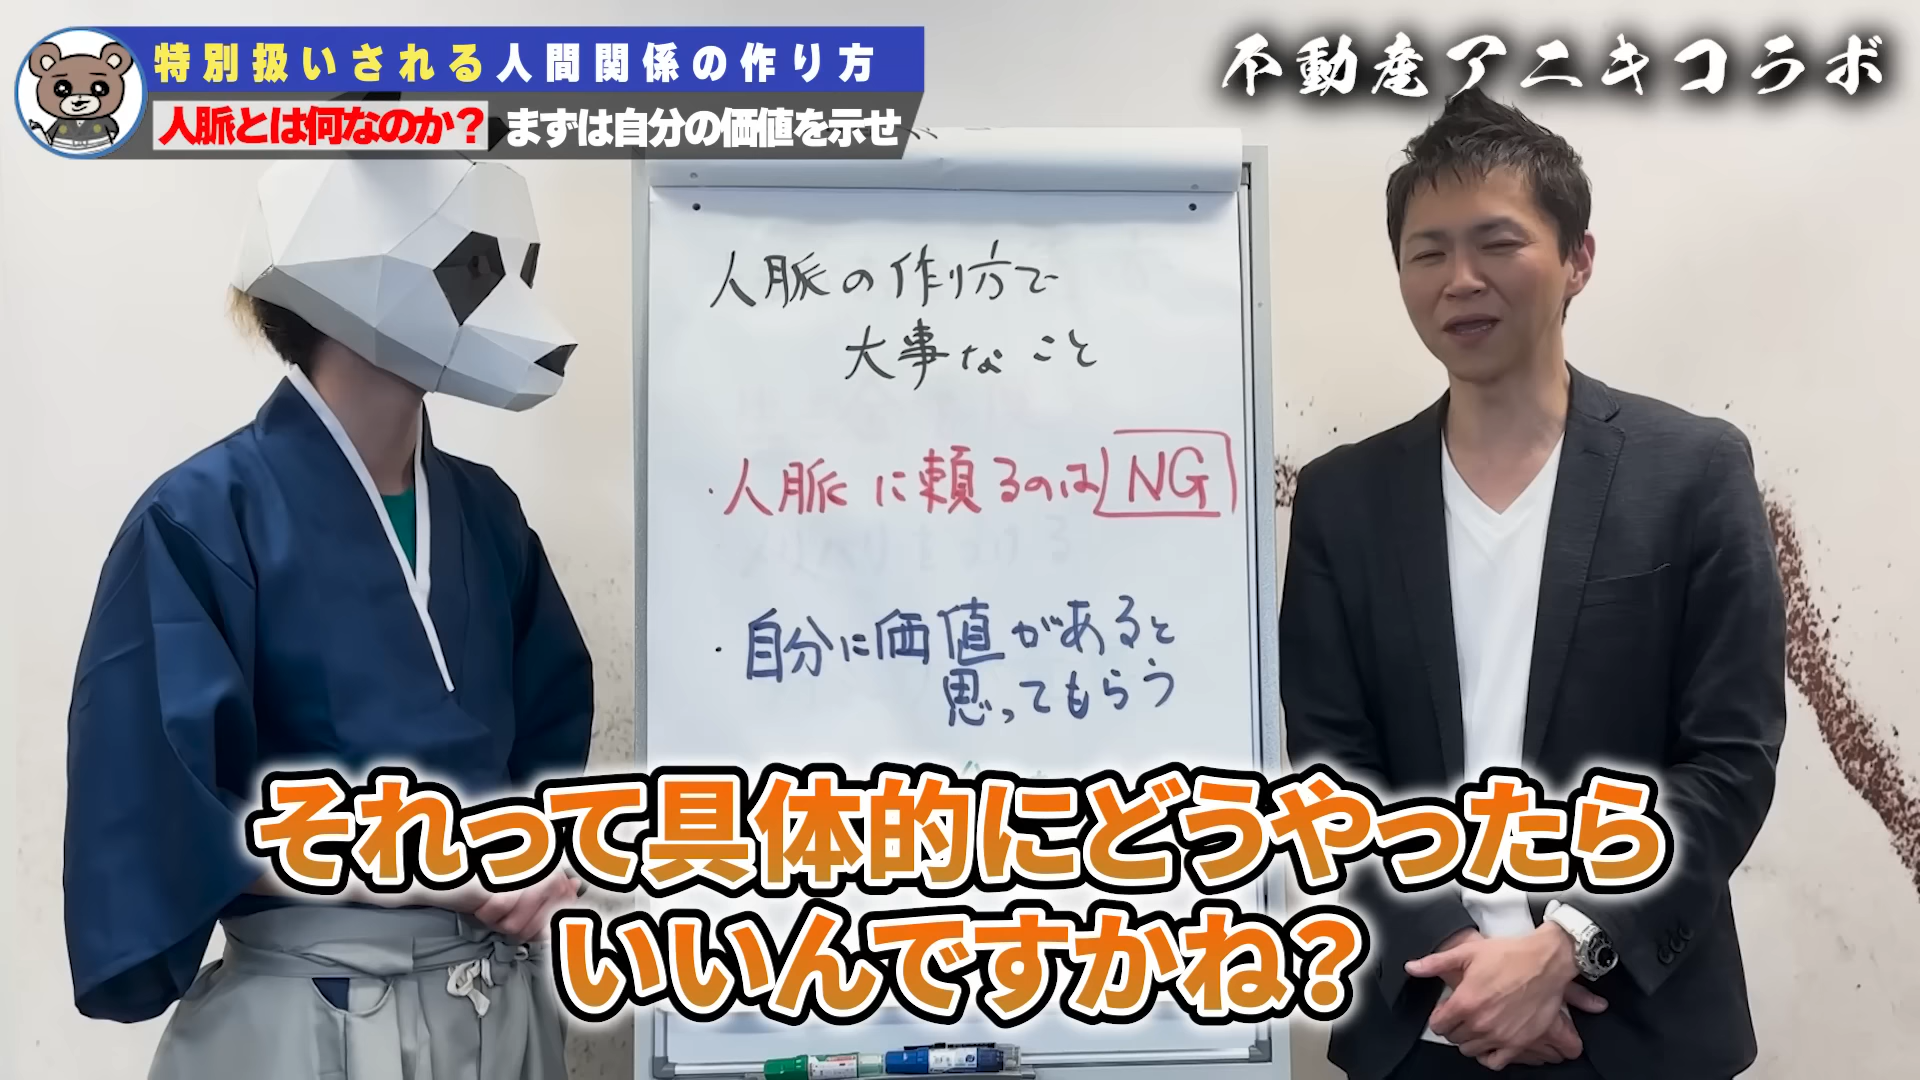 特別扱いされる人間関係の作り方
人脈とは何なのか? まずは自分の価値を示せ
不動産アニキコラボ
人脈の作り方で
大事なこと
・人脈に頼るのはNG
・自分に価値があると
思ってもらう
それって具体的にどうやったら
いいんですかね?